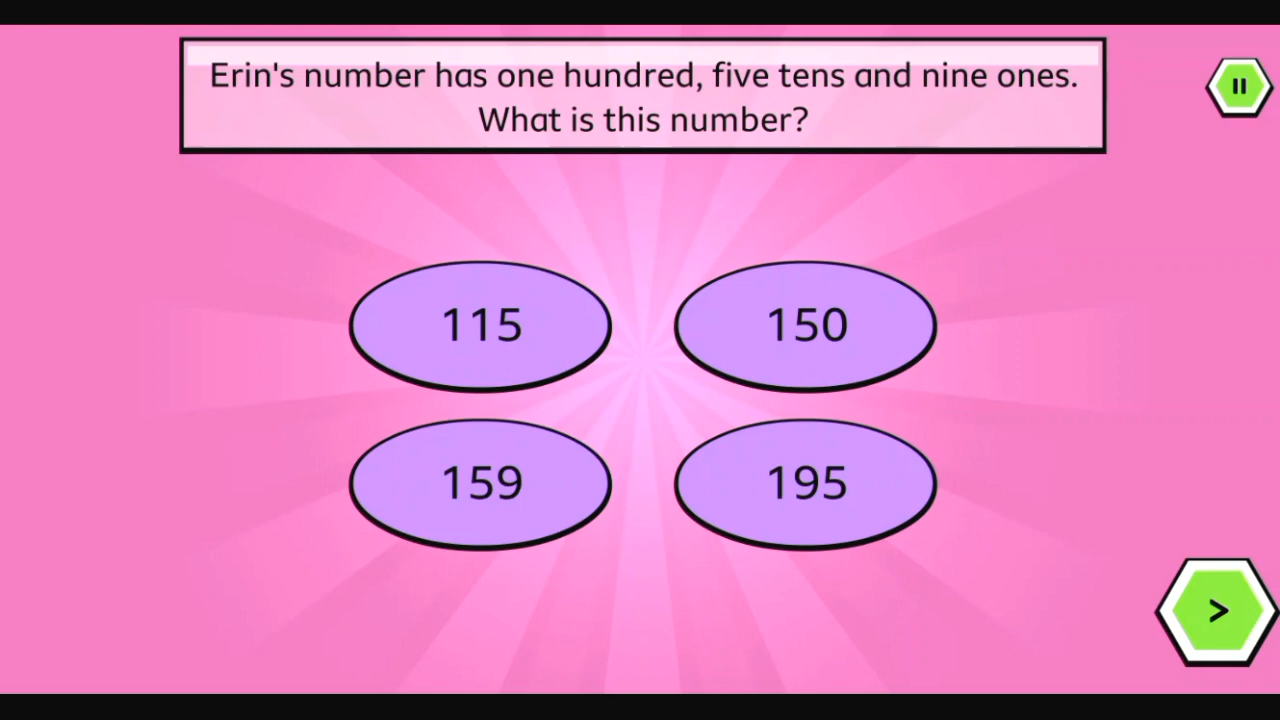 Erin's number has one hundred, five tens and nine ones.
What is this number?
115
150
159
195
>